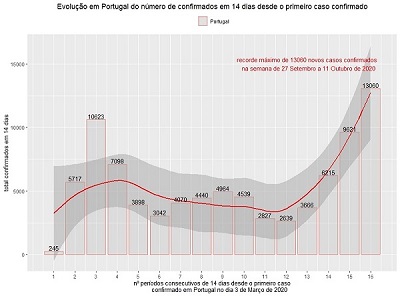 Evolução em Portugal do número de confirmados em 14 dias desde o primeiro caso confirmado
Portugal
recorde máximo de 13060 novos casos confirmados
na semana de 27 Setembro a 11 Outubro de 2020
total confirmados em 14 dias
15000
10000
5000
0
245
5717
10623
7098
3898
3042
4070
4440
4964
4539
2827
2639
3666
6215
9621
13060
1 2 3 4 5 6 7 8 9 10 11 12 13 14 15 16
nº períodos consecutivos de 14 dias desde o primeiro caso
confirmado em Portugal no dia 3 de Março de 2020